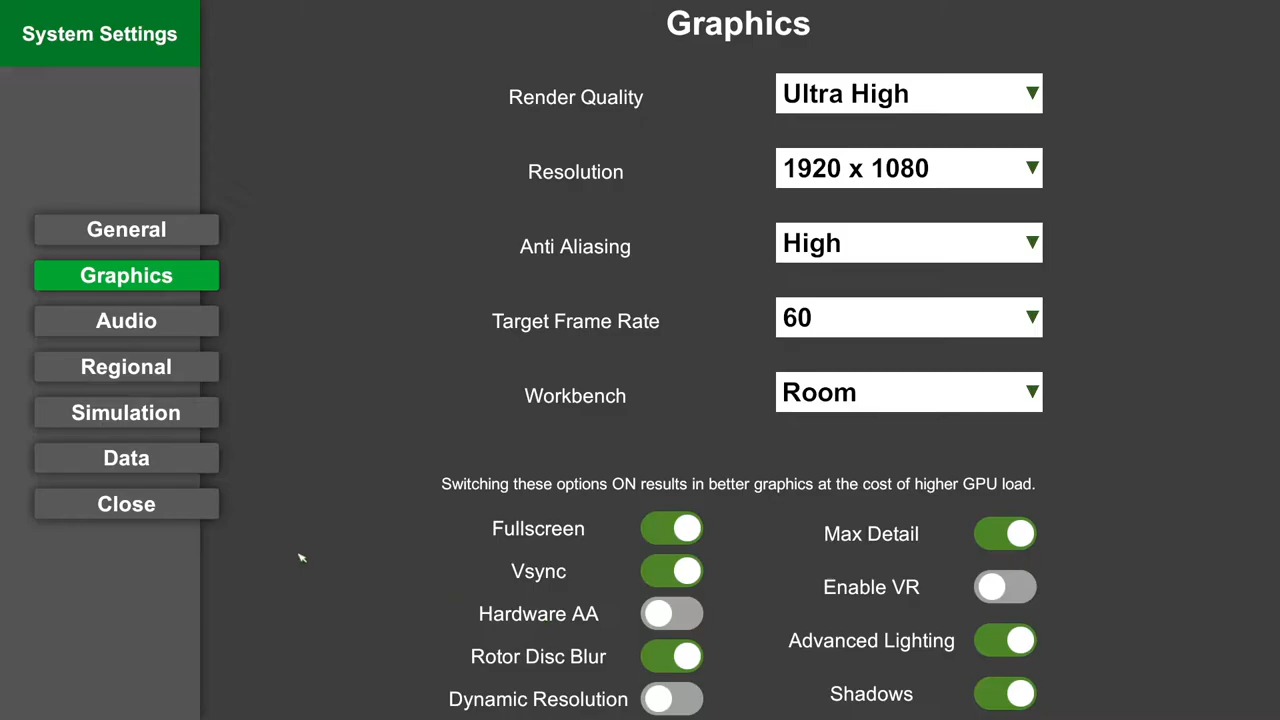 System Settings
Graphics
General
Graphics
Audio
Regional
Simulation
Data
Close
Render Quality
Ultra High
Resolution
1920 x 1080
Anti Aliasing
High
Target Frame Rate
60
Workbench
Room
Switching these options ON results in better graphics at the cost of higher GPU load.
Fullscreen
Vsync
Hardware AA
Rotor Disc Blur
Dynamic Resolution
Max Detail
Enable VR
Advanced Lighting
Shadows